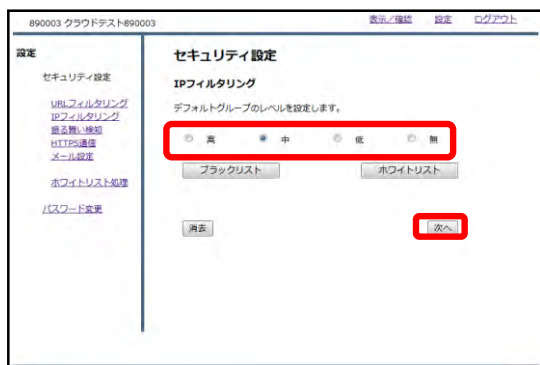 890003 クラウドテスト890003
表示/確認 設定 ログアウト
設定
セキュリティ設定
URLフィルタリング
IPフィルタリング
振る舞い検知
HTTPS通信
メール設定
ホワイトリスト処理
パスワード変更
セキュリティ設定
IPフィルタリング
デフォルトグループのレベルを設定します。
高 中 低 無
ブラックリスト ホワイトリスト
消去 次へ